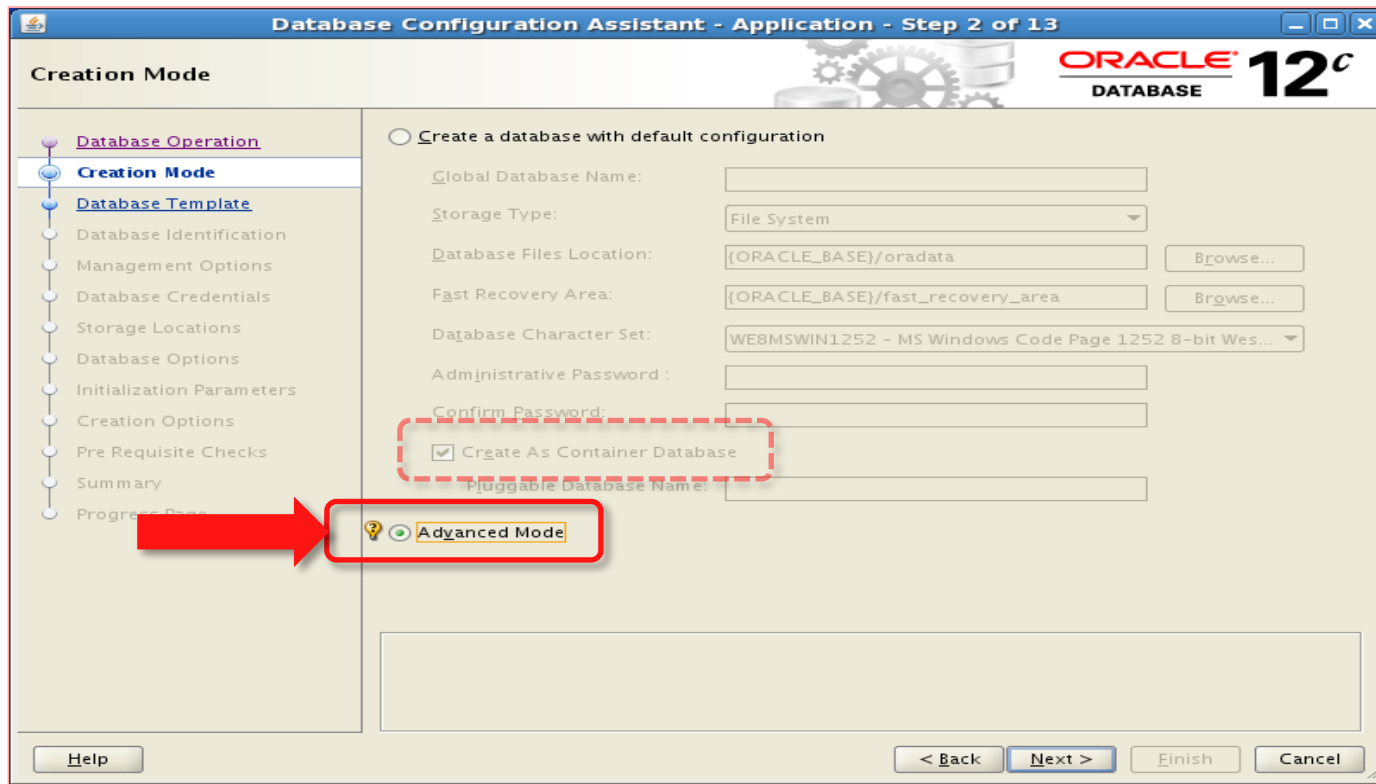 Database Configuration Assistant - Application - Step 2 of 13
Creation Mode
ORACLE
DATABASE
12c
Database Operation
Creation Mode
Database Template
Database Identification
Management Options
Database Credentials
Storage Locations
Database Options
Initialization Parameters
Creation Options
Pre Requisite Checks
Summary
Progress Page
Create a database with default configuration
Global Database Name:
Storage Type: File System
Database Files Location: {ORACLE_BASE}/oradata Browse...
Fast Recovery Area: {ORACLE_BASE}/fast_recovery_area Browse...
Database Character Set: WE8MSWIN1252 - MS Windows Code Page 1252 8-bit Wes...
Administrative Password :
Confirm Password:
Create As Container Database
Pluggable Database Name:
Advanced Mode
Help < Back Next > Finish Cancel